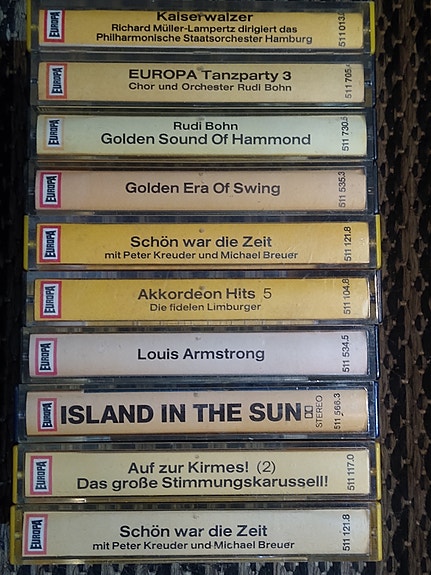 EUROPA
Kaiserwalzer
Richard Müller-Lampertz dirigiert das
Philharmonische Staatsorchester Hamburg
511 013.
EUROPA
EUROPA Tanzparty 3
Chor und Orchester Rudi Bohn
511 705.
EUROPA
Rudi Bohn
Golden Sound Of Hammond
511 730.5
EUROPA
Golden Era Of Swing
511 535.3
EUROPA
Schön war die Zeit
mit Peter Kreuder und Michael Breuer
511 121.8
EUROPA
Akkordeon Hits 5
Die fidelen Limburger
511 104.8
EUROPA
Louis Armstrong
511 534.5
EUROPA
ISLAND IN THE SUN
STEREO
511 566.3
EUROPA
Auf zur Kirmes! (2)
Das große Stimmungskarussell!
511 117.0
EUROPA
Schön war die Zeit
mit Peter Kreuder und Michael Breuer
511 121.8